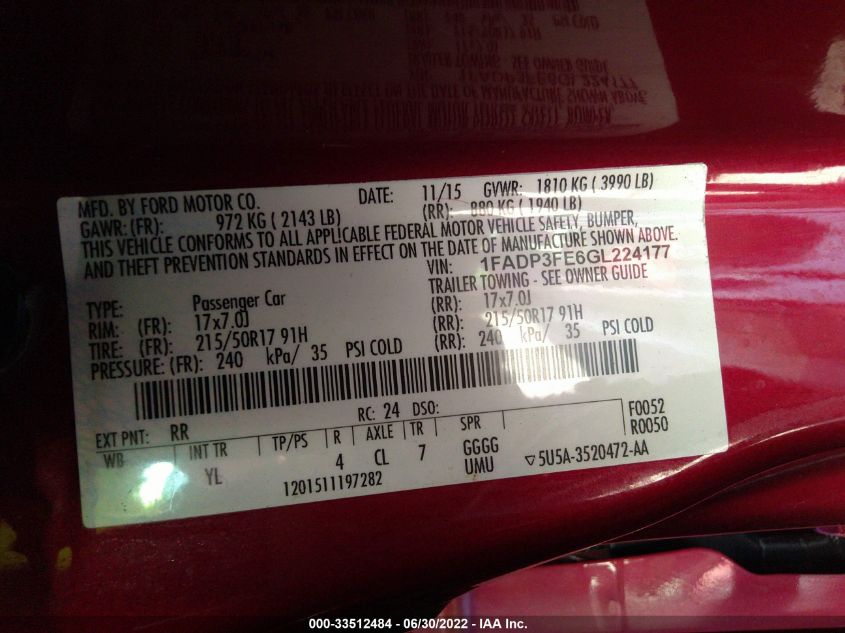 MFD. BY FORD MOTOR CO. DATE: 11/15 GVWR: 1810 KG ( 3990 LB)
GAWR: (FR): 972 KG ( 2143 LB) (RR): 880 KG ( 1940 LB)
THIS VEHICLE CONFORMS TO ALL APPLICABLE FEDERAL MOTOR VEHICLE SAFETY, BUMPER,
AND THEFT PREVENTION STANDARDS IN EFFECT ON THE DATE OF MANUFACTURE SHOWN ABOVE.
VIN: 1FADP3FE6GL224177
TRAILER TOWING - SEE OWNER GUIDE
TYPE: Passenger Car
RIM: (FR): 17x7.0J (RR): 17x7.0J
TIRE: (FR): 215/50R17 91H (RR): 215/50R17 91H
PRESSURE: (FR): 240 kPa/ 35 PSI COLD (RR): 240 kPa/ 35 PSI COLD
RC: 24 DSO:
EXT PNT: RR F0052
WB INT TR TP/PS R AXLE TR SPR R0050
YL 4 CL 7 GGGG
UMU ▽5U5A-3520472-AA
1201511197282
000-33512484 - 06/30/2022 - IAA Inc.